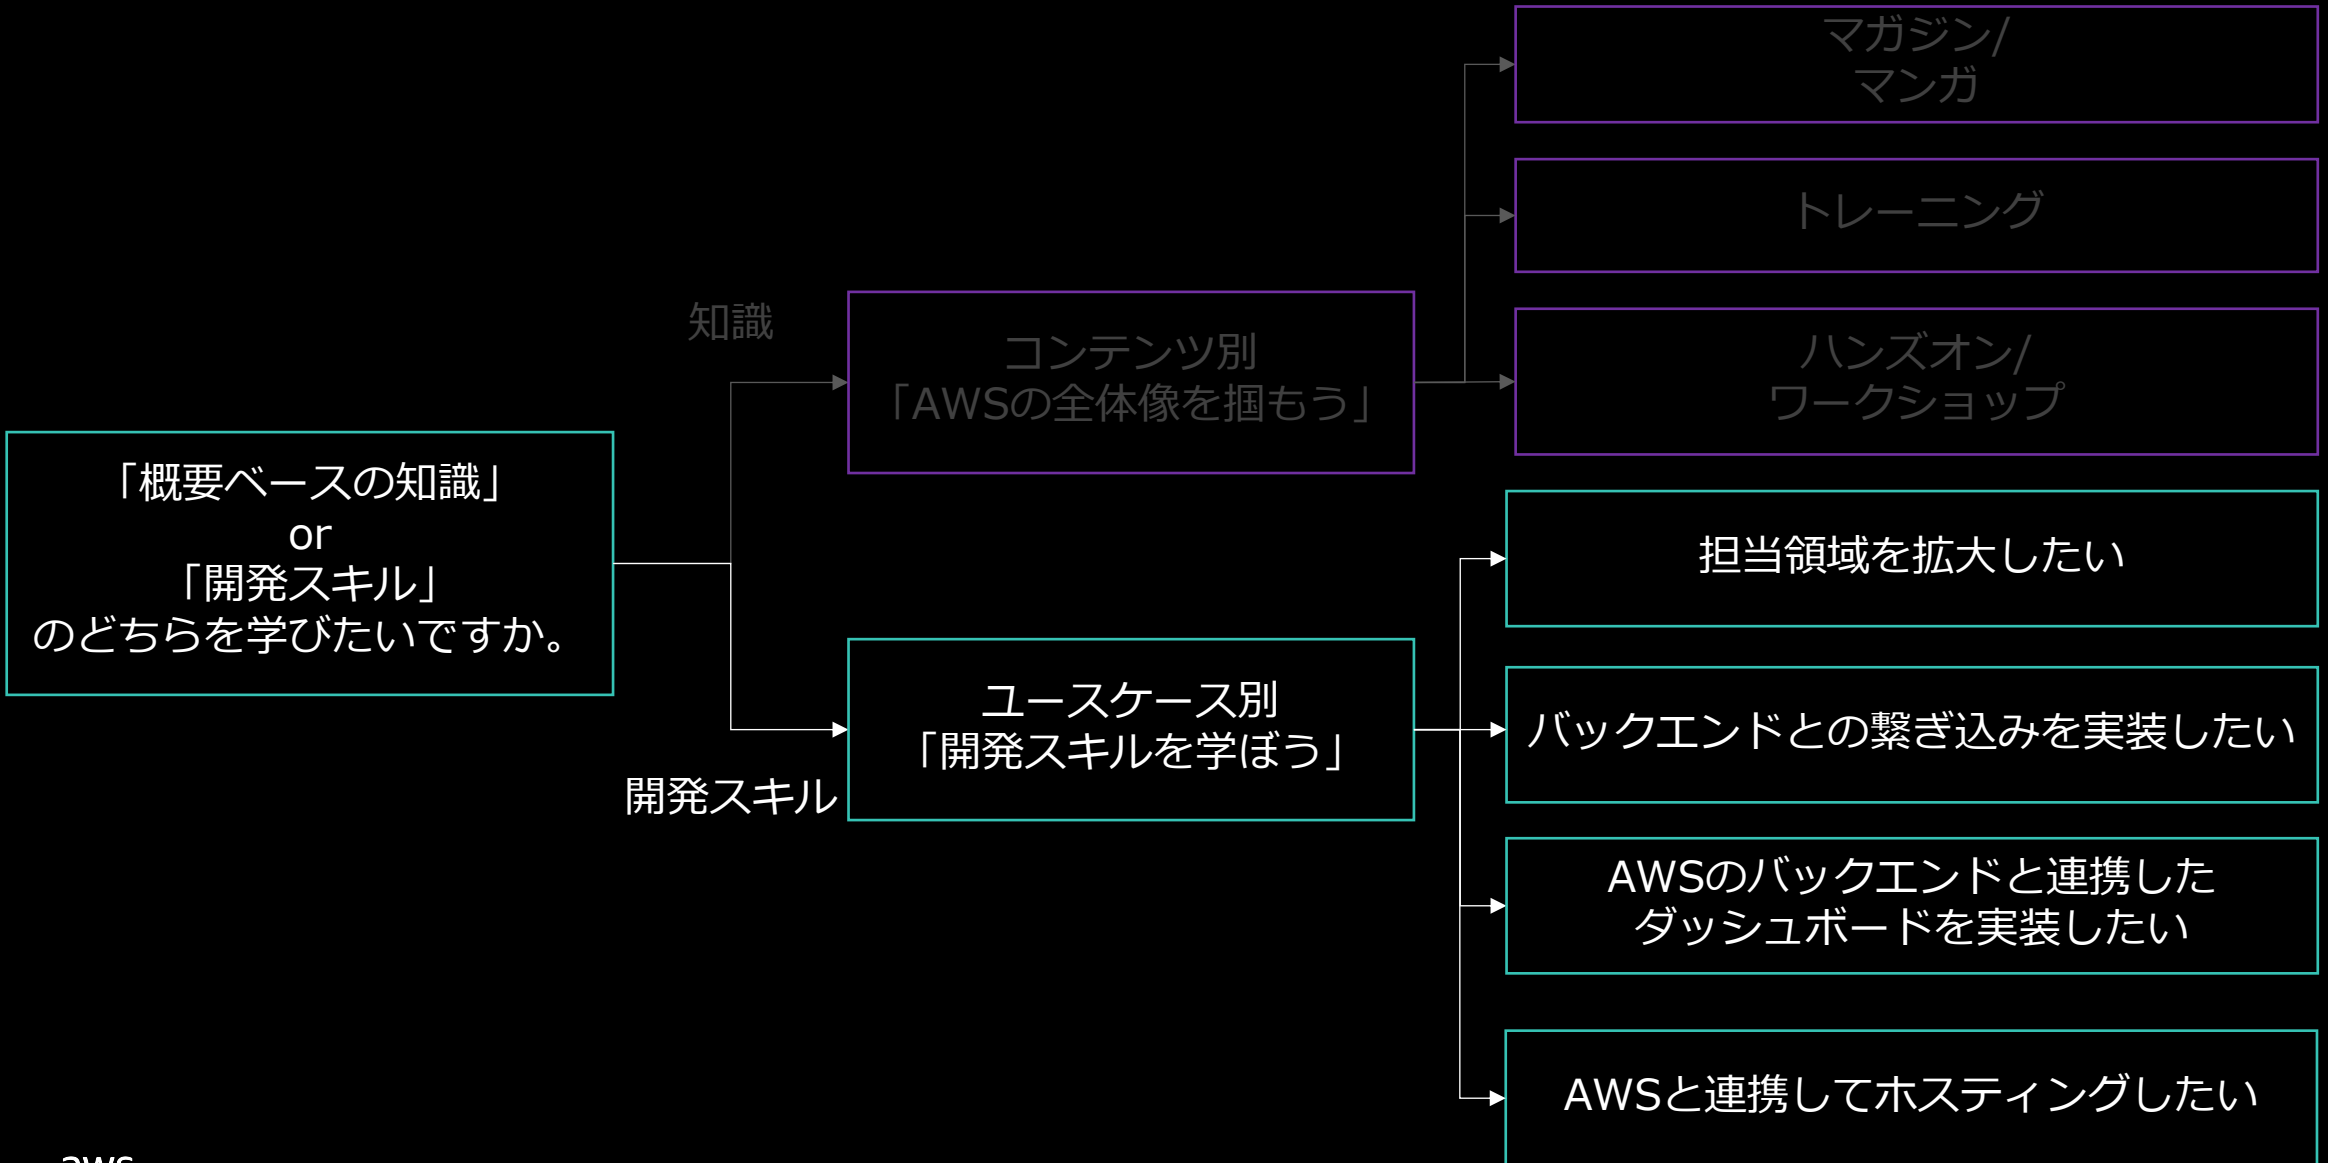 「概要ベースの知識」
or
「開発スキル」
のどちらを学びたいですか。
知識
開発スキル
コンテンツ別
「AWSの全体像を掴もう」
ユースケース別
「開発スキルを学ぼう」
マガジン/
マンガ
トレーニング
ハンズオン/
ワークショップ
担当領域を拡大したい
バックエンドとの繋ぎ込みを実装したい
AWSのバックエンドと連携した
ダッシュボードを実装したい
AWSと連携してホスティングしたい
aws